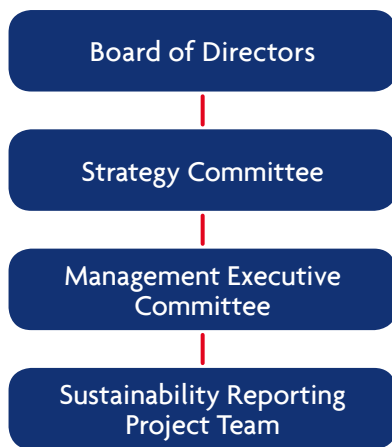 Board of Directors
Strategy Committee
Management Executive
Committee
Sustainability Reporting
Project Team